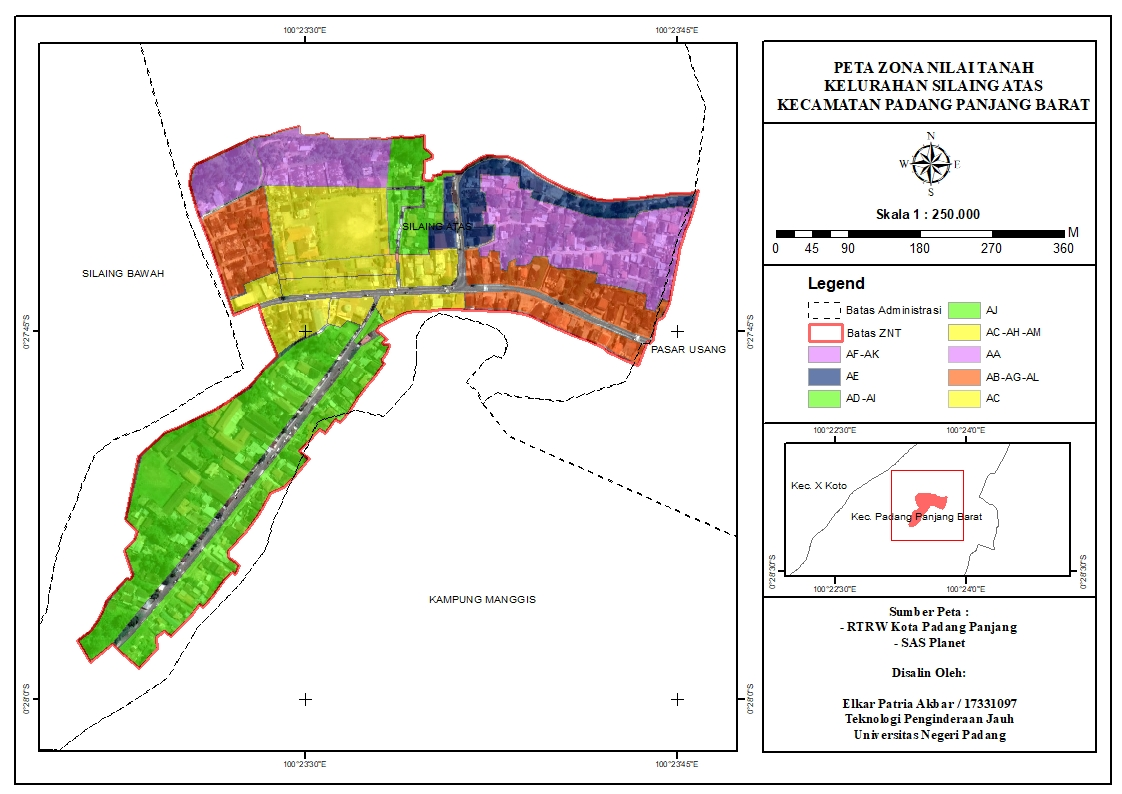 100°23'30"E
100°23'45"E
0°27'45"S
0°28'0"S
SILAING ATAS
SILAING BAWAH
PASAR USANG
KAMPUNG MANGGIS
0°27'45"S
0°28'0"S
100°23'30"E
100°23'45"E
PETA ZONA NILAI TANAH
KELURAHAN SILAING ATAS
KECAMATAN PADANG PANJANG BARAT
N
W E
S
Skala 1 : 250.000
M
0 45 90 180 270 360
Legend
Batas Administrasi
Batas ZNT
AF-AK
AE
AD-AI
AJ
AC-AH-AM
AA
AB-AG-AL
AC
100°22'30"E
100°24'0"E
Kec. X Koto
Kec. Padang Panjang Barat
0°28'30"S
0°28'30"S
100°22'30"E
100°24'0"E
Sumber Peta :
- RTRW Kota Padang Panjang
- SAS Planet
Disalin Oleh:
Elkar Patria Akbar / 17331097
Teknologi Penginderaan Jauh
Universitas Negeri Padang